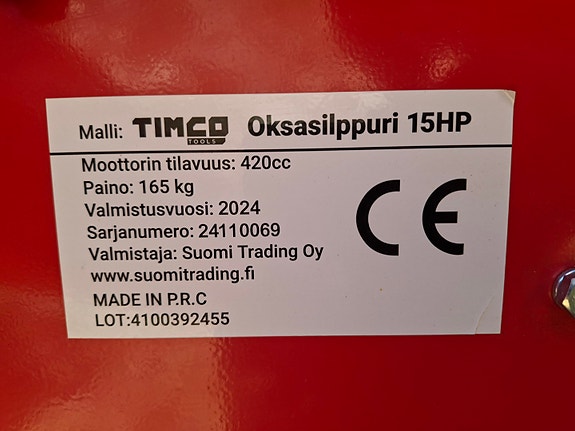 Malli: TIMCO TOOLS Oksasilppuri 15HP
Moottorin tilavuus: 420cc
Paino: 165 kg
Valmistusvuosi: 2024
Sarjanumero: 24110069
Valmistaja: Suomi Trading Oy
www.suomitrading.fi
MADE IN P.R.C
LOT:4100392455
CE